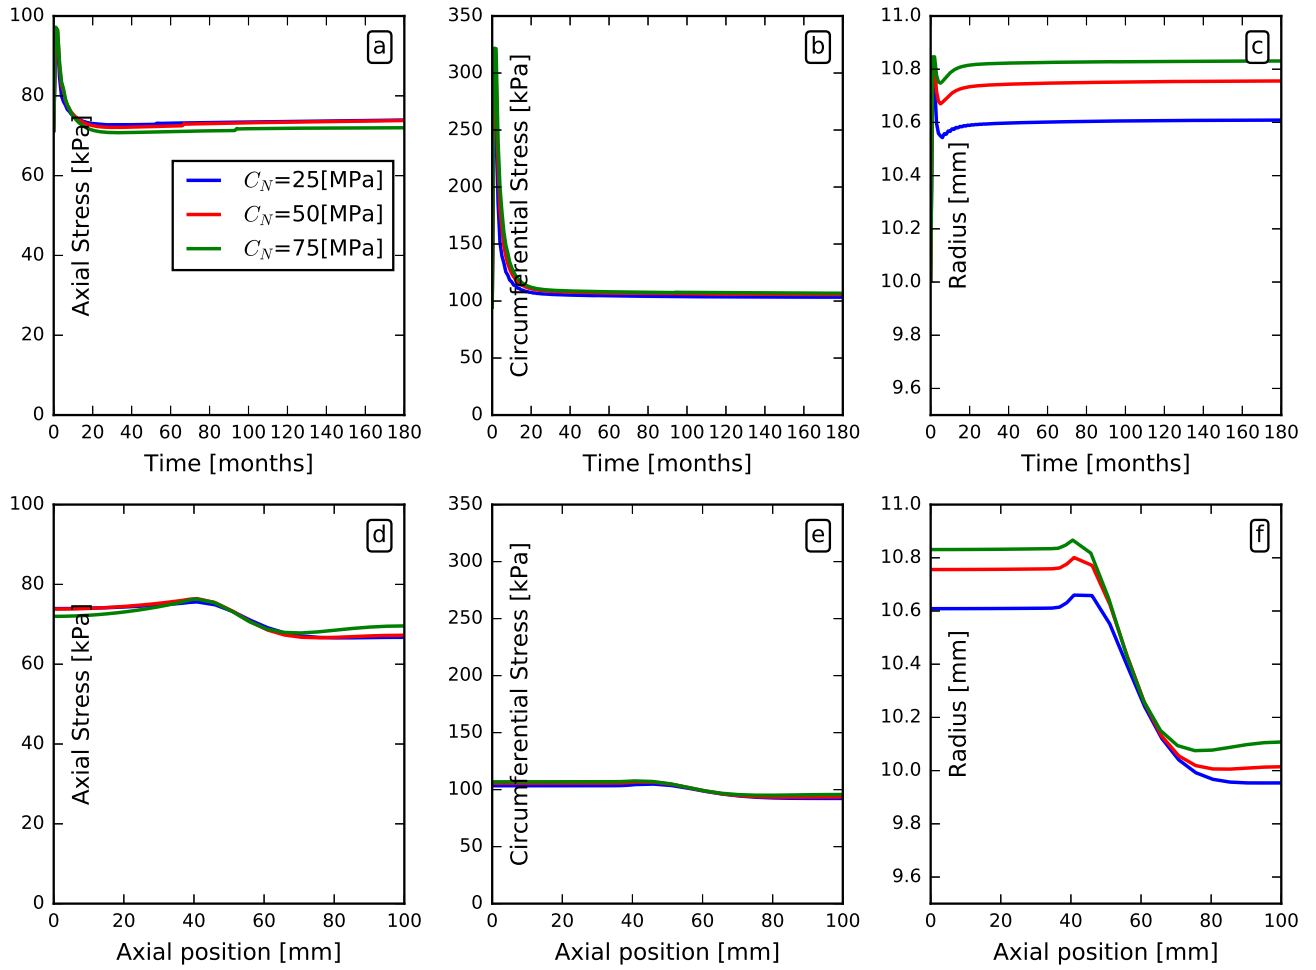 100
80
60
40
20
0
0 20 40 60 80 100 120 140 160 180
Time [months]
Axial Stress [kPa]
a
C_N=25[MPa]
C_N=50[MPa]
C_N=75[MPa]
350
300
250
200
150
100
50
0
0 20 40 60 80 100 120 140 160 180
Time [months]
Circumferential Stress [kPa]
b
11.0
10.8
10.6
10.4
10.2
10.0
9.8
9.6
0 20 40 60 80 100 120 140 160 180
Time [months]
Radius [mm]
c
100
80
60
40
20
0
0 20 40 60 80 100
Axial position [mm]
Axial Stress [kPa]
d
350
300
250
200
150
100
50
0
0 20 40 60 80 100
Axial position [mm]
Circumferential Stress [kPa]
e
11.0
10.8
10.6
10.4
10.2
10.0
9.8
9.6
0 20 40 60 80 100
Axial position [mm]
Radius [mm]
f